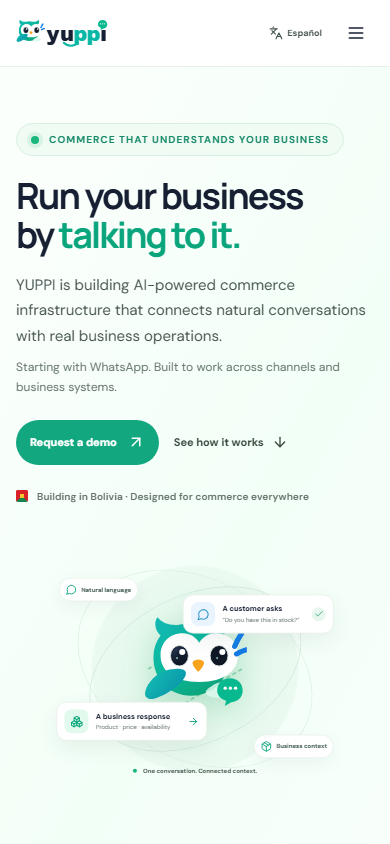 yuppi
Español
COMMERCE THAT UNDERSTANDS YOUR BUSINESS
Run your business
by talking to it.
YUPPI is building AI-powered commerce
infrastructure that connects natural conversations
with real business operations.
Starting with WhatsApp. Built to work across channels and
business systems.
Request a demo
See how it works
Building in Bolivia · Designed for commerce everywhere
Natural language
A customer asks
"Do you have this in stock?"
A business response
Product · price · availability
Business context
One conversation. Connected context.